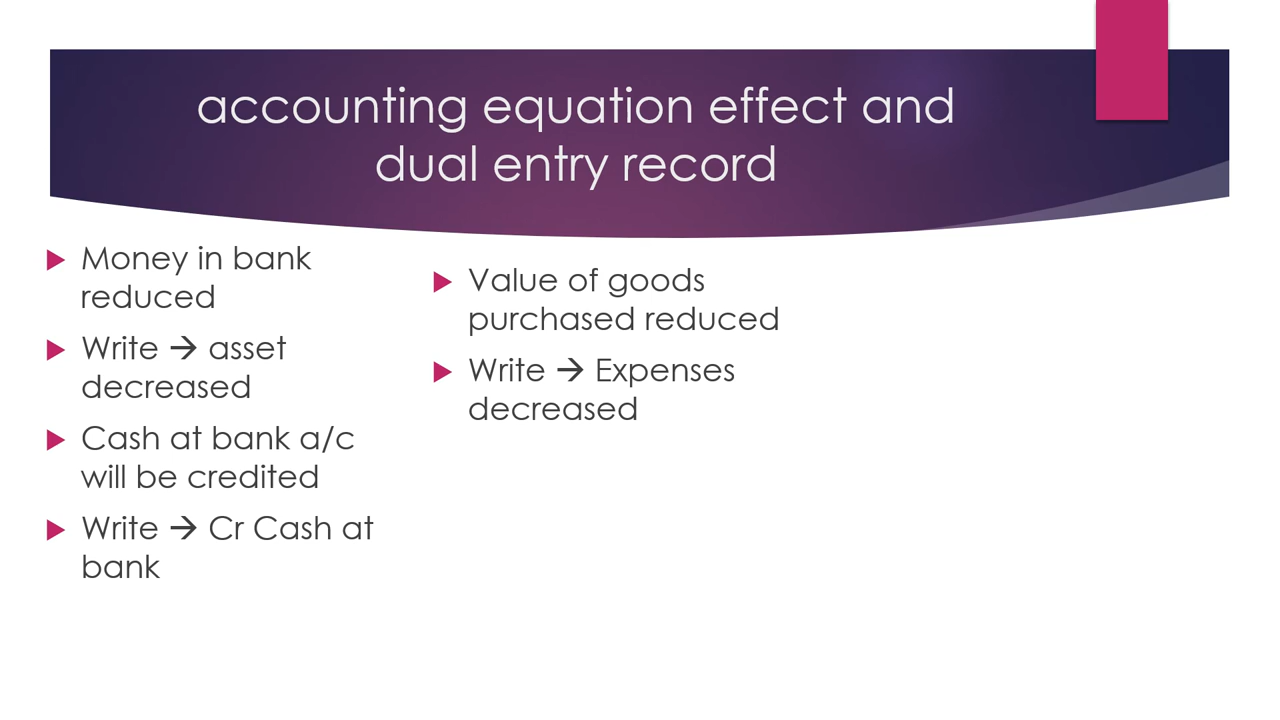 accounting equation effect and
dual entry record
Money in bank
reduced
Write → asset
decreased
Cash at bank a/c
will be credited
Write → Cr Cash at
bank
Value of goods
purchased reduced
Write → Expenses
decreased